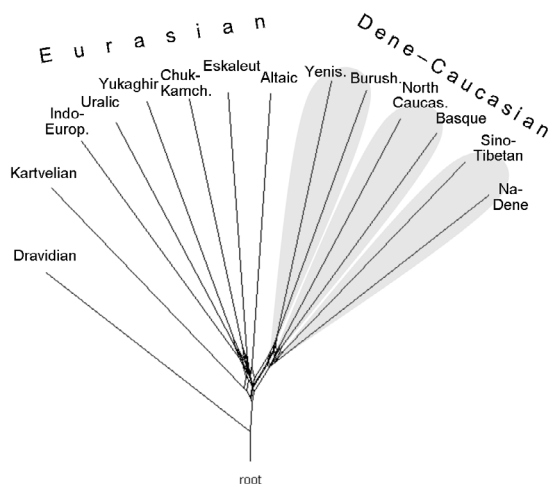 Eurasian
Dene–Caucasian
Dravidian
Kartvelian
Indo-
Europ.
Uralic
Yukaghir
Chuk-
Kamch.
Eskaleut
Altaic
Yenis.
Burush.
North
Caucas.
Basque
Sino-
Tibetan
Na-
Dene
root